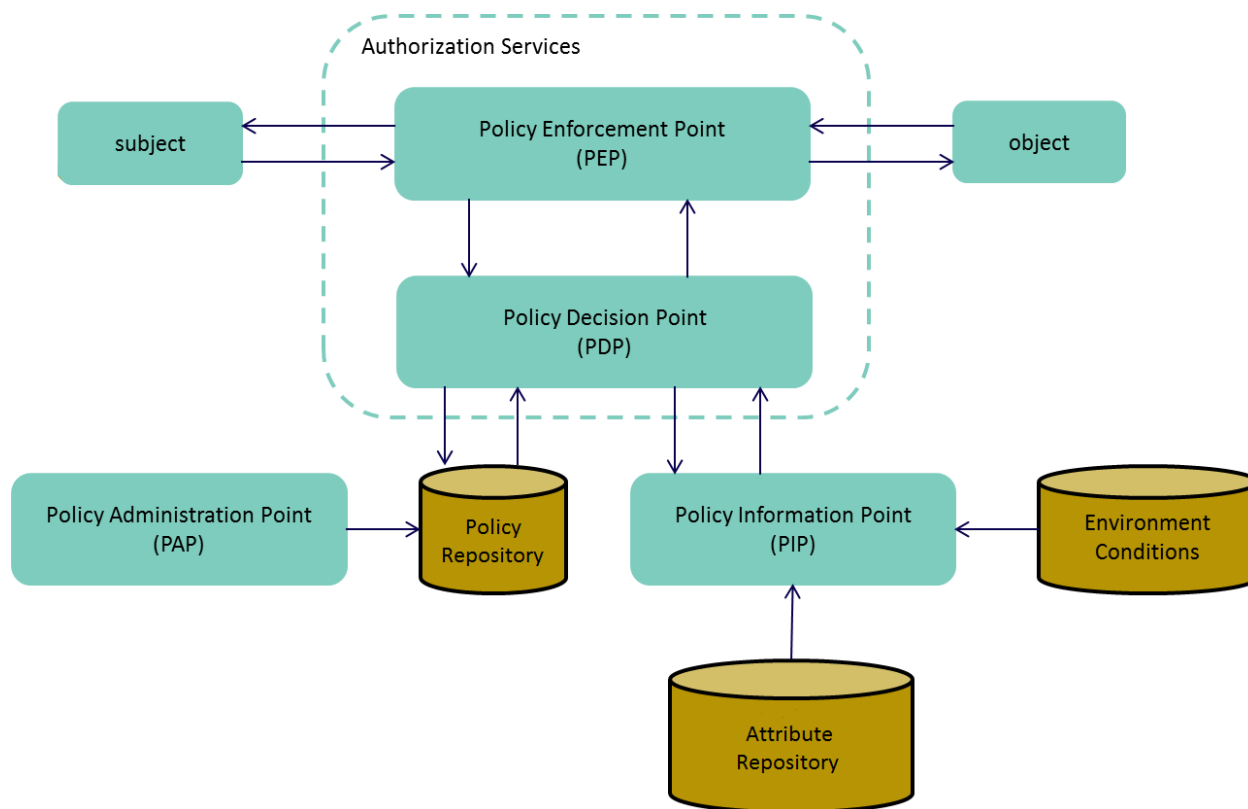 Authorization Services
subject
Policy Enforcement Point
(PEP)
object
Policy Decision Point
(PDP)
Policy Administration Point
(PAP)
Policy
Repository
Policy Information Point
(PIP)
Environment
Conditions
Attribute
Repository